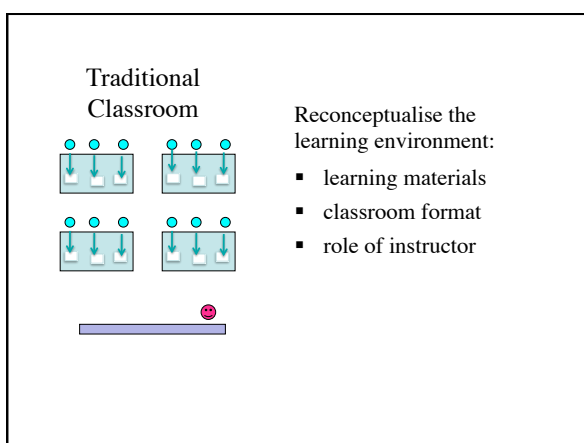 Traditional
Classroom
Reconceptualise the
learning environment:
▪ learning materials
▪ classroom format
▪ role of instructor